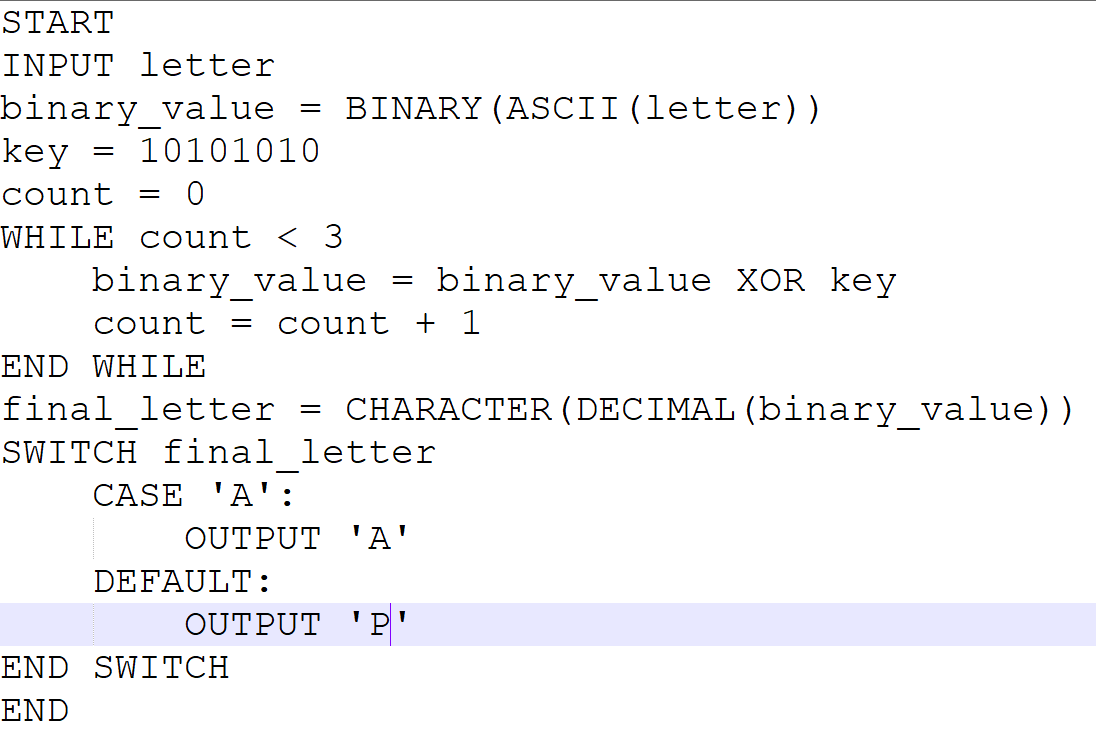 START
INPUT letter
binary_value = BINARY(ASCII(letter))
key = 10101010
count = 0
WHILE count < 3
    binary_value = binary_value XOR key
    count = count + 1
END WHILE
final_letter = CHARACTER(DECIMAL(binary_value))
SWITCH final_letter
    CASE 'A':
        OUTPUT 'A'
    DEFAULT:
        OUTPUT 'P'
END SWITCH
END